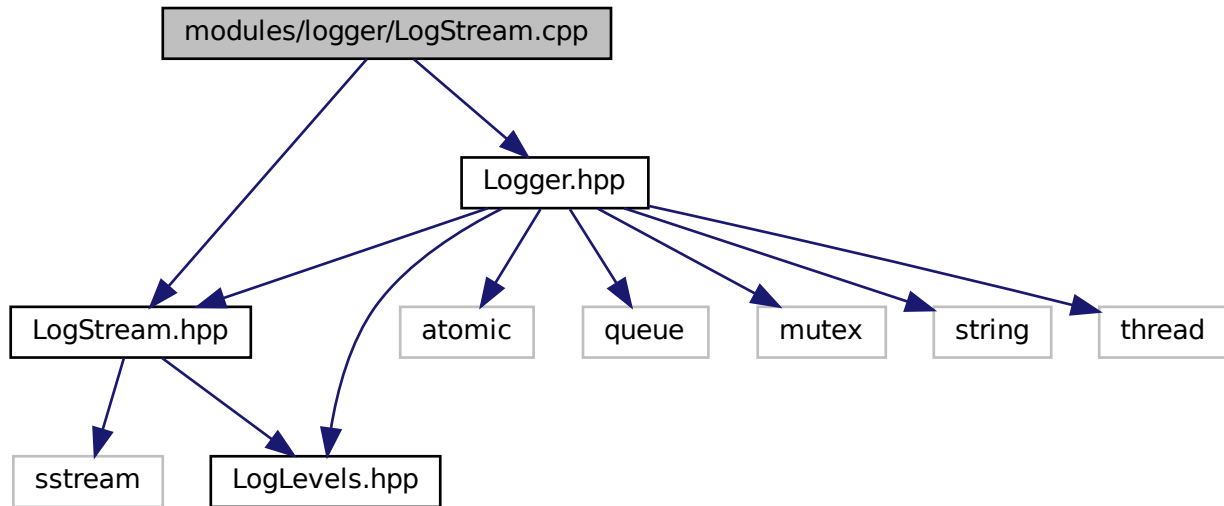 modules/logger/LogStream.cpp
Logger.hpp
LogStream.hpp
atomic
queue
mutex
string
thread
sstream
LogLevels.hpp